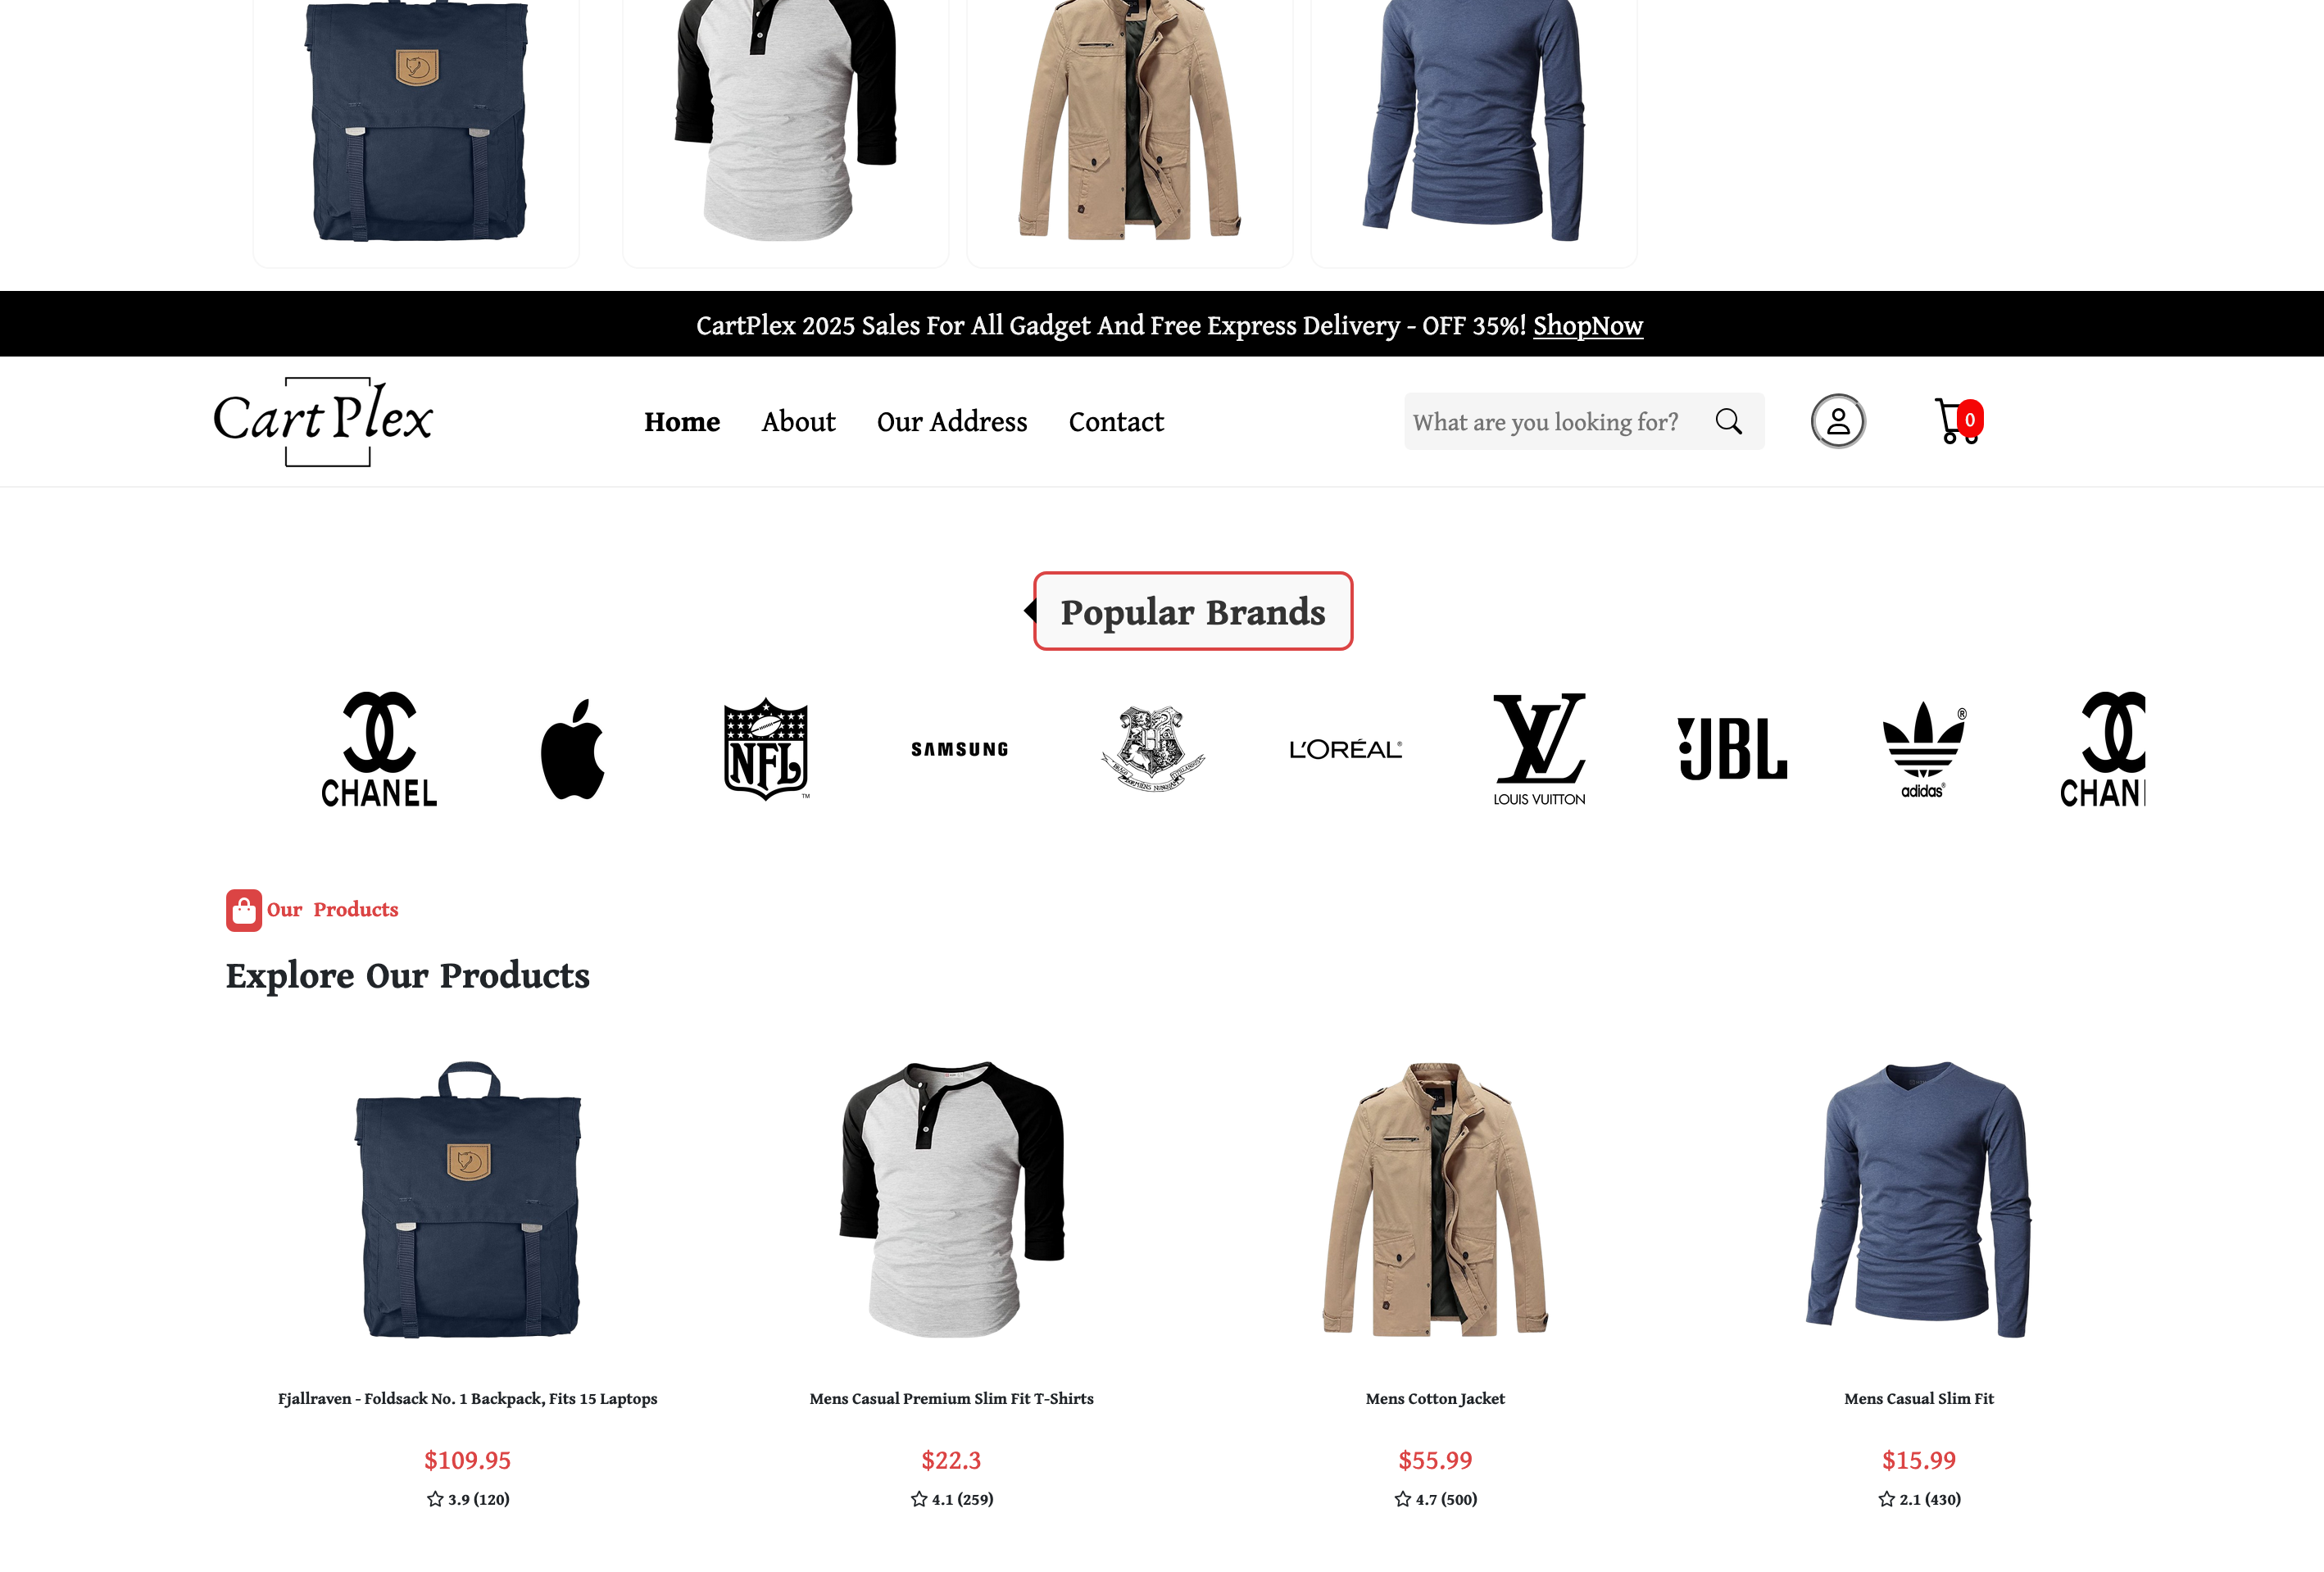 CartPlex 2025 Sales For All Gadget And Free Express Delivery - OFF 35%! ShopNow
Cart Plex
Home About Our Address Contact
What are you looking for?
0
Popular Brands
CHANEL
NFL
TM
SAMSUNG
L'ORÉAL®
LV
LOUIS VUITTON
JBL
adidas®
®
CHAN
Our Products
Explore Our Products
Fjallraven - Foldsack No. 1 Backpack, Fits 15 Laptops
$109.95
3.9 (120)
Mens Casual Premium Slim Fit T-Shirts
$22.3
4.1 (259)
Mens Cotton Jacket
$55.99
4.7 (500)
Mens Casual Slim Fit
$15.99
2.1 (430)